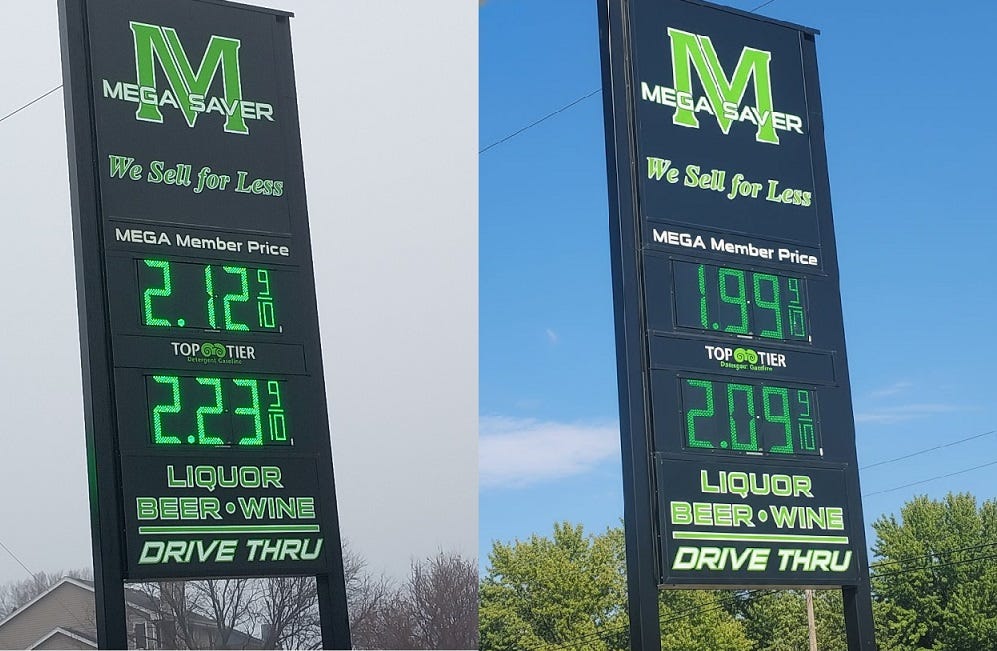 MEGA SAVER
We Sell for Less
MEGA Member Price
2.12 9/10
TOP TIER
Detergent Gasoline
2.23 9/10
LIQUOR
BEER • WINE
DRIVE THRU
MEGA SAVER
We Sell for Less
MEGA Member Price
1.99 9/10
TOP TIER
Detergent Gasoline
2.09 9/10
LIQUOR
BEER • WINE
DRIVE THRU